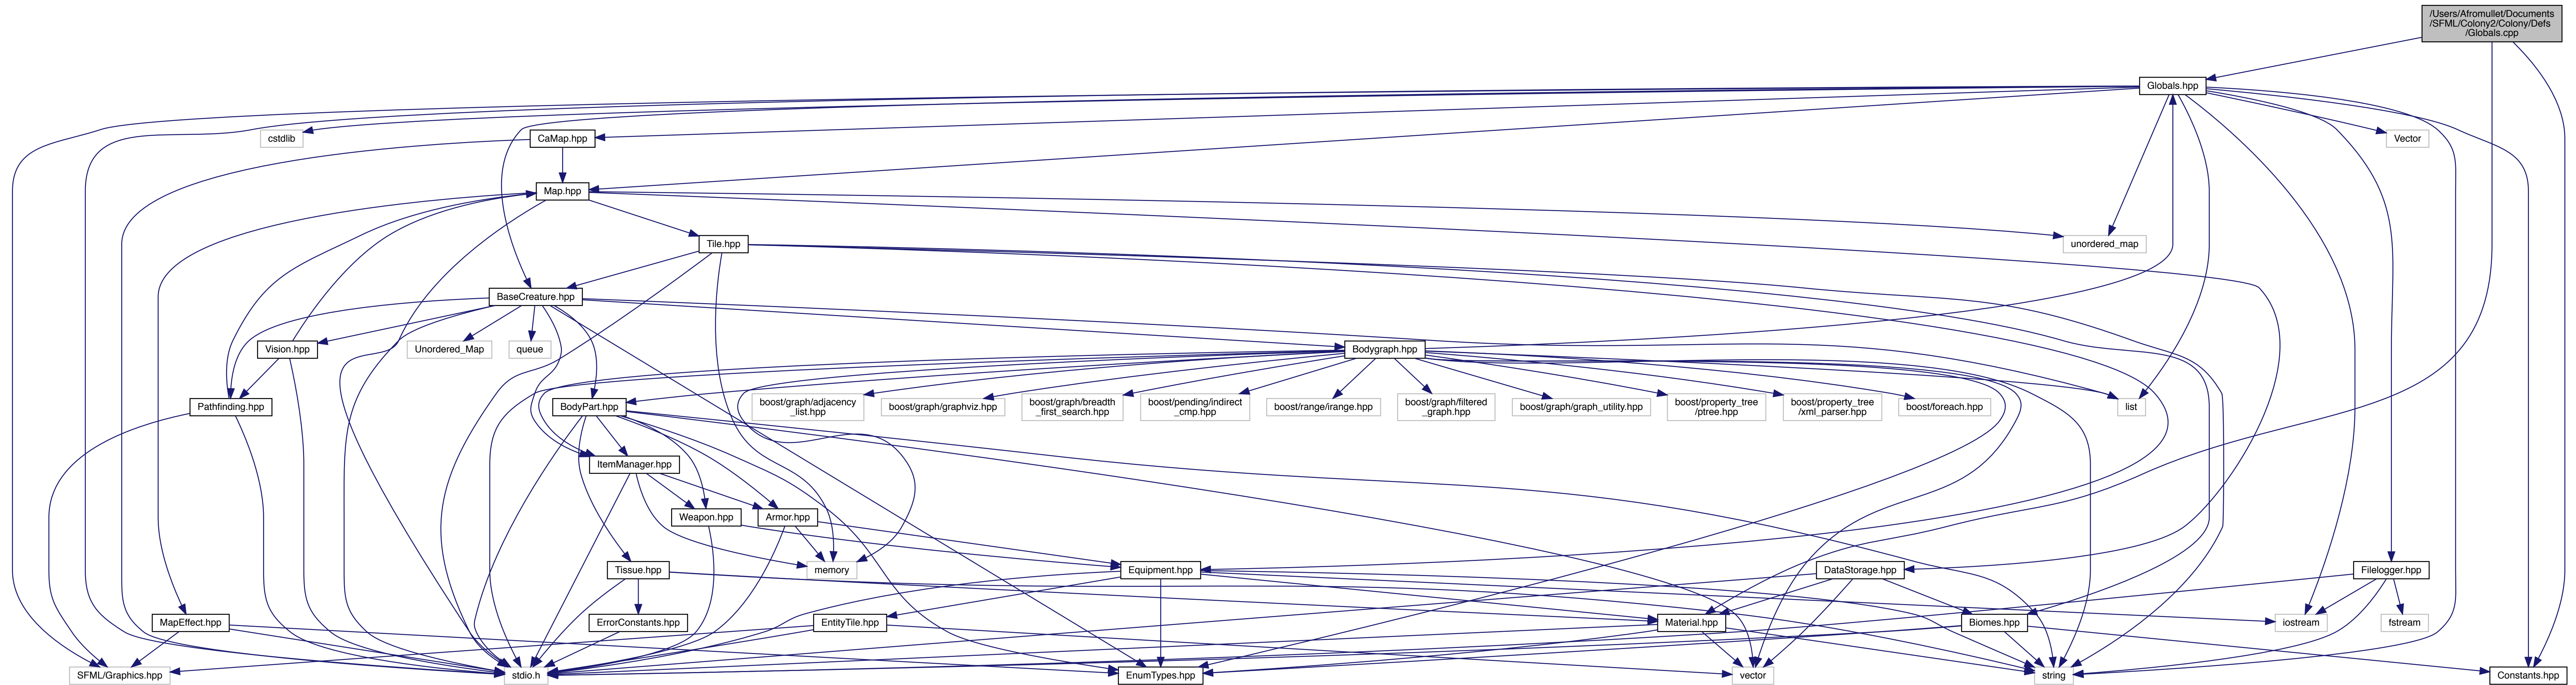 /Users/Afromullet/Documents
/SFML/Colony2/Colony/Defs
/Globals.cpp
Globals.hpp
cstdlib
CaMap.hpp
Vector
Map.hpp
Tile.hpp
unordered_map
BaseCreature.hpp
Vision.hpp
Unordered_Map
queue
Bodygraph.hpp
Pathfinding.hpp
BodyPart.hpp
boost/graph/adjacency
_list.hpp
boost/graph/graphviz.hpp
boost/graph/breadth
_first_search.hpp
boost/pending/indirect
_cmp.hpp
boost/range/irange.hpp
boost/graph/filtered
_graph.hpp
boost/graph/graph_utility.hpp
boost/property_tree
/ptree.hpp
boost/property_tree
/xml_parser.hpp
boost/foreach.hpp
list
ItemManager.hpp
Weapon.hpp
Armor.hpp
Tissue.hpp
memory
Equipment.hpp
DataStorage.hpp
Filelogger.hpp
MapEffect.hpp
ErrorConstants.hpp
EntityTile.hpp
Material.hpp
Biomes.hpp
iostream
fstream
SFML/Graphics.hpp
stdio.h
EnumTypes.hpp
vector
string
Constants.hpp